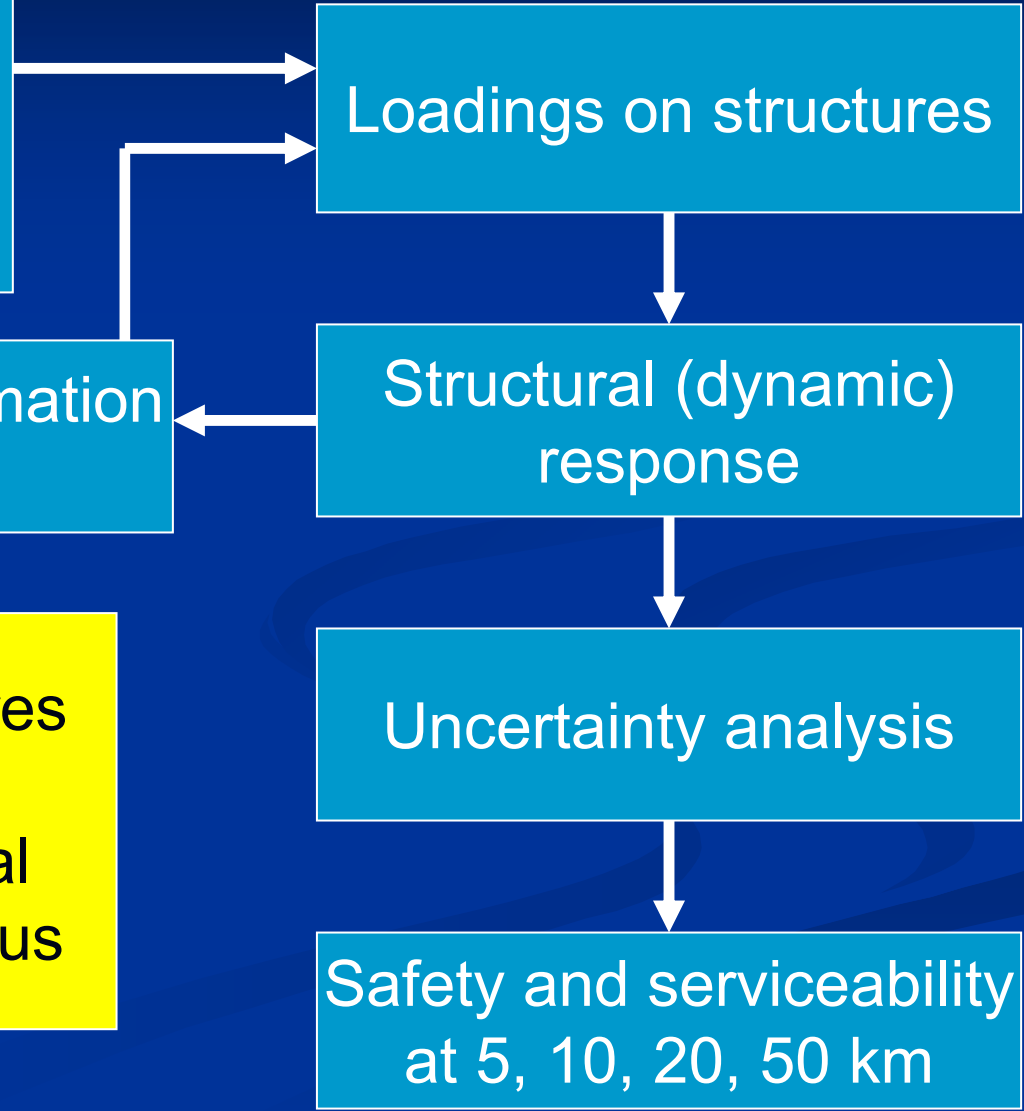 Loadings on structures
mation
Structural (dynamic)
response
es
al
us
Uncertainty analysis
Safety and serviceability
at 5, 10, 20, 50 km